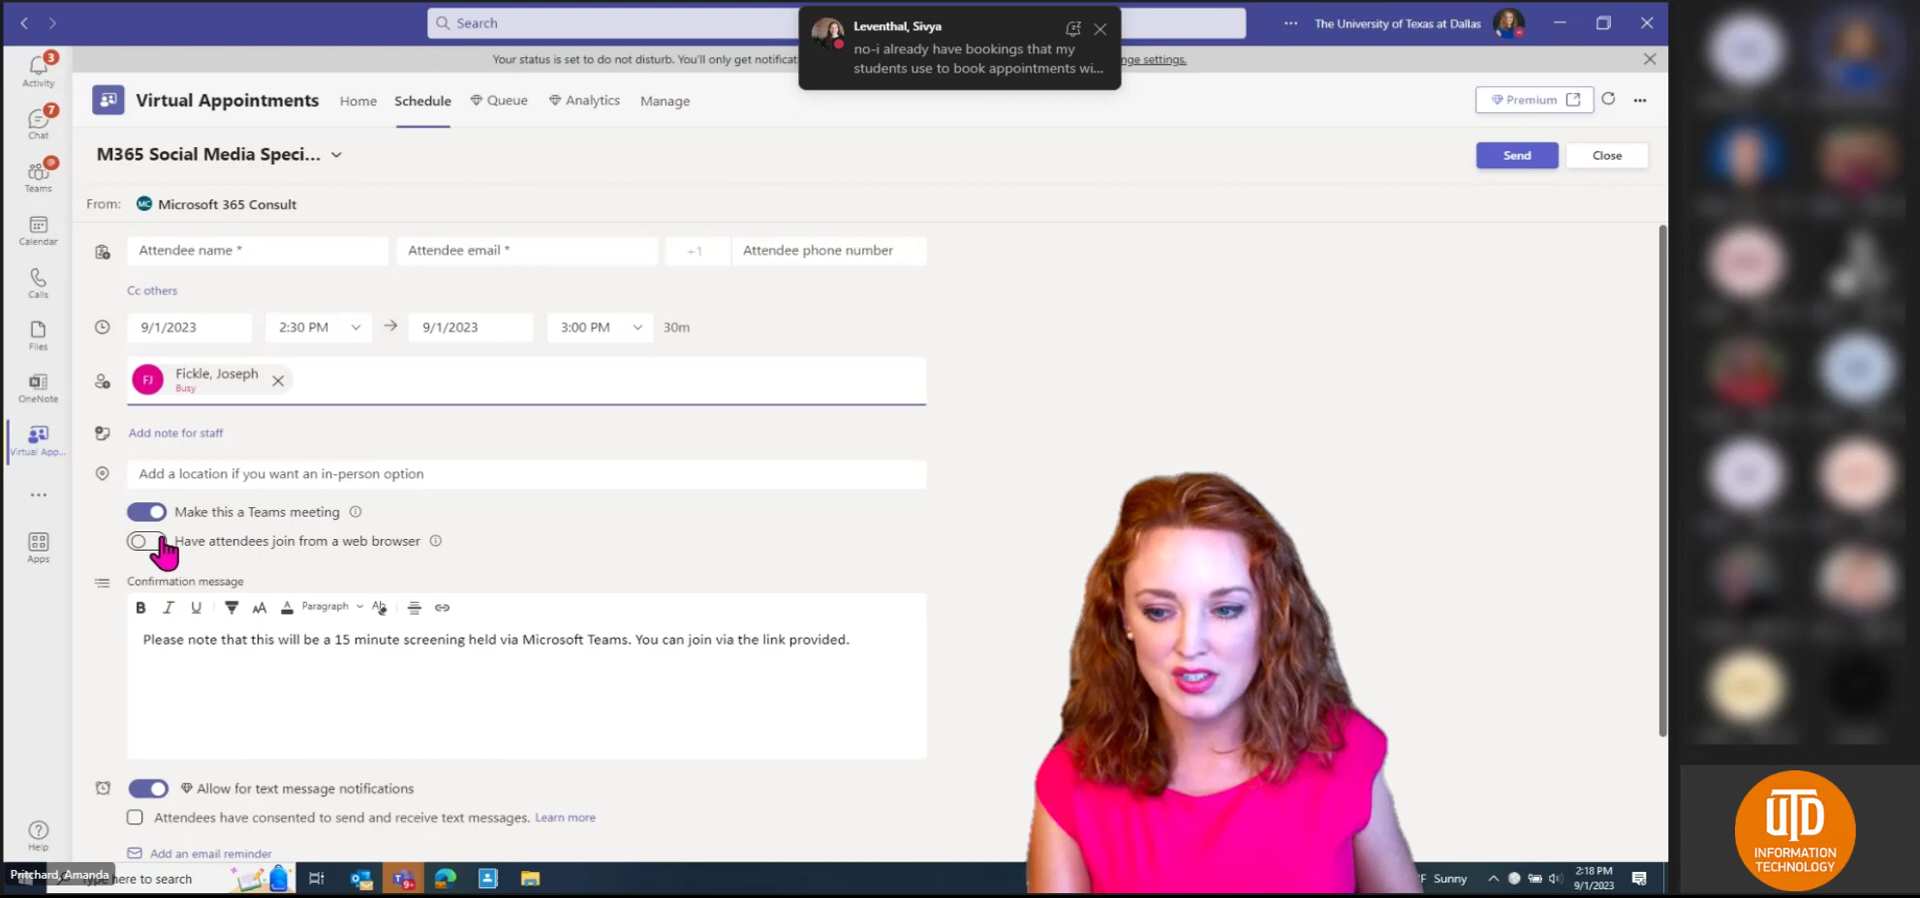 Search
Leventhal, Sivya
no-i already have bookings that my
students use to book appointments wi...
The University of Texas at Dallas
Your status is set to do not disturb. You'll only get notificat
nge settings.
3
Activity
7
Chat
Teams
Calendar
Calls
Files
OneNote
Virtual App...
Apps
Help
Virtual Appointments
Home
Schedule
Queue
Analytics
Manage
Premium
M365 Social Media Speci...
Send
Close
From:
MC
Microsoft 365 Consult
Attendee name *
Attendee email *
+1
Attendee phone number
Cc others
9/1/2023
2:30 PM
9/1/2023
3:00 PM
30m
FJ
Fickle, Joseph
Busy
Add note for staff
Add a location if you want an in-person option
Make this a Teams meeting
Have attendees join from a web browser
Confirmation message
B I U
Paragraph
Please note that this will be a 15 minute screening held via Microsoft Teams. You can join via the link provided.
Allow for text message notifications
Attendees have consented to send and receive text messages. Learn more
Add an email reminder
Pritchard, Amanda
here to search
Sunny
2:18 PM
9/1/2023
UTD
INFORMATION
TECHNOLOGY